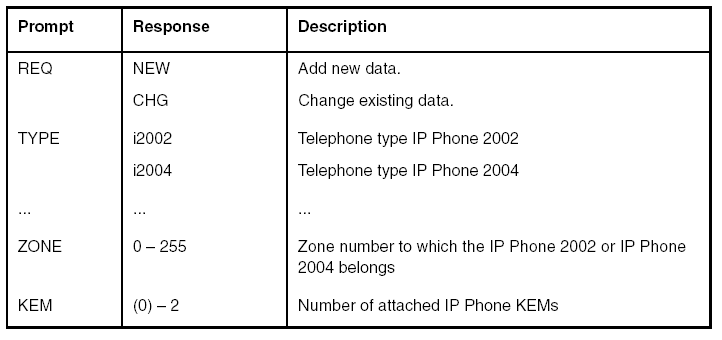 Prompt Response Description
REQ NEW Add new data.
CHG Change existing data.
TYPE i2002 Telephone type IP Phone 2002
i2004 Telephone type IP Phone 2004
... ... ...
ZONE 0 – 255 Zone number to which the IP Phone 2002 or IP Phone
2004 belongs
KEM (0) – 2 Number of attached IP Phone KEMs